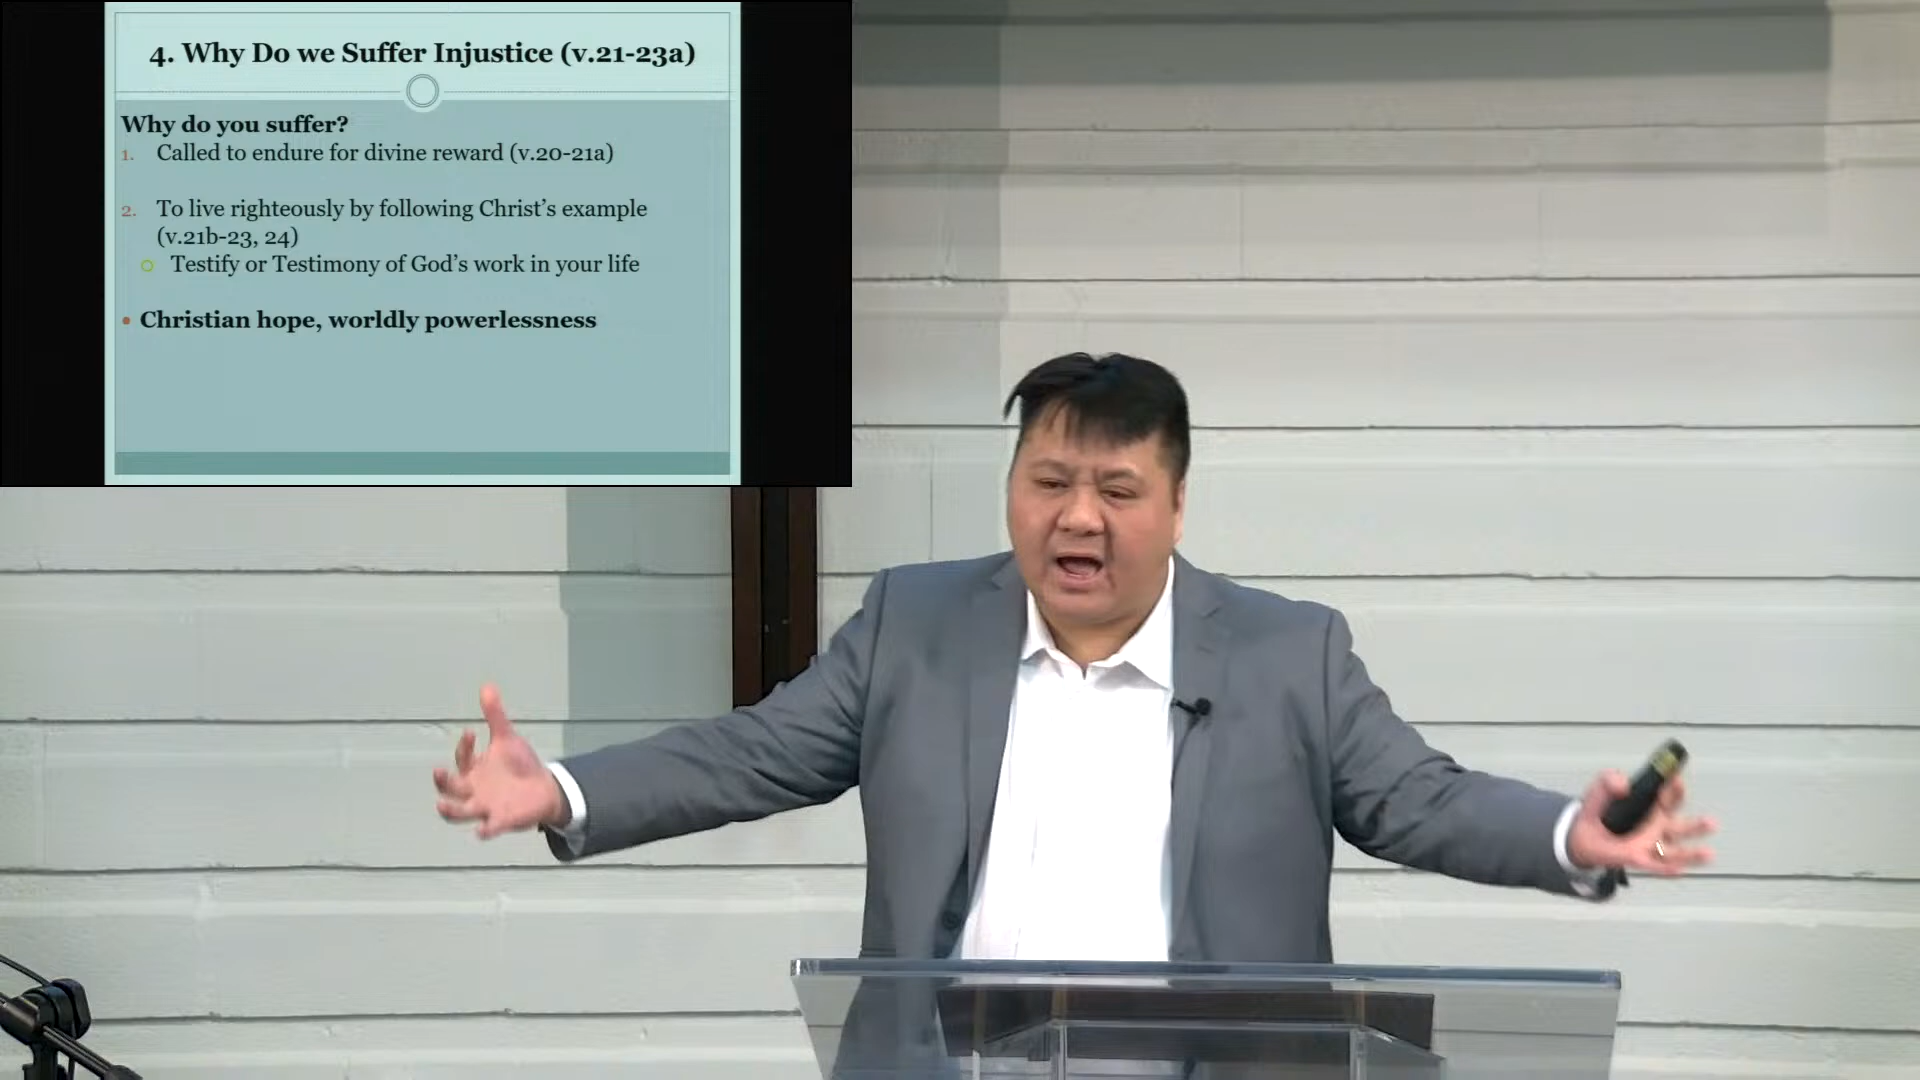 4. Why Do we Suffer Injustice (v.21-23a)
Why do you suffer?
1. Called to endure for divine reward (v.20-21a)
2. To live righteously by following Christ's example
(v.21b-23, 24)
Testify or Testimony of God's work in your life
• Christian hope, worldly powerlessness